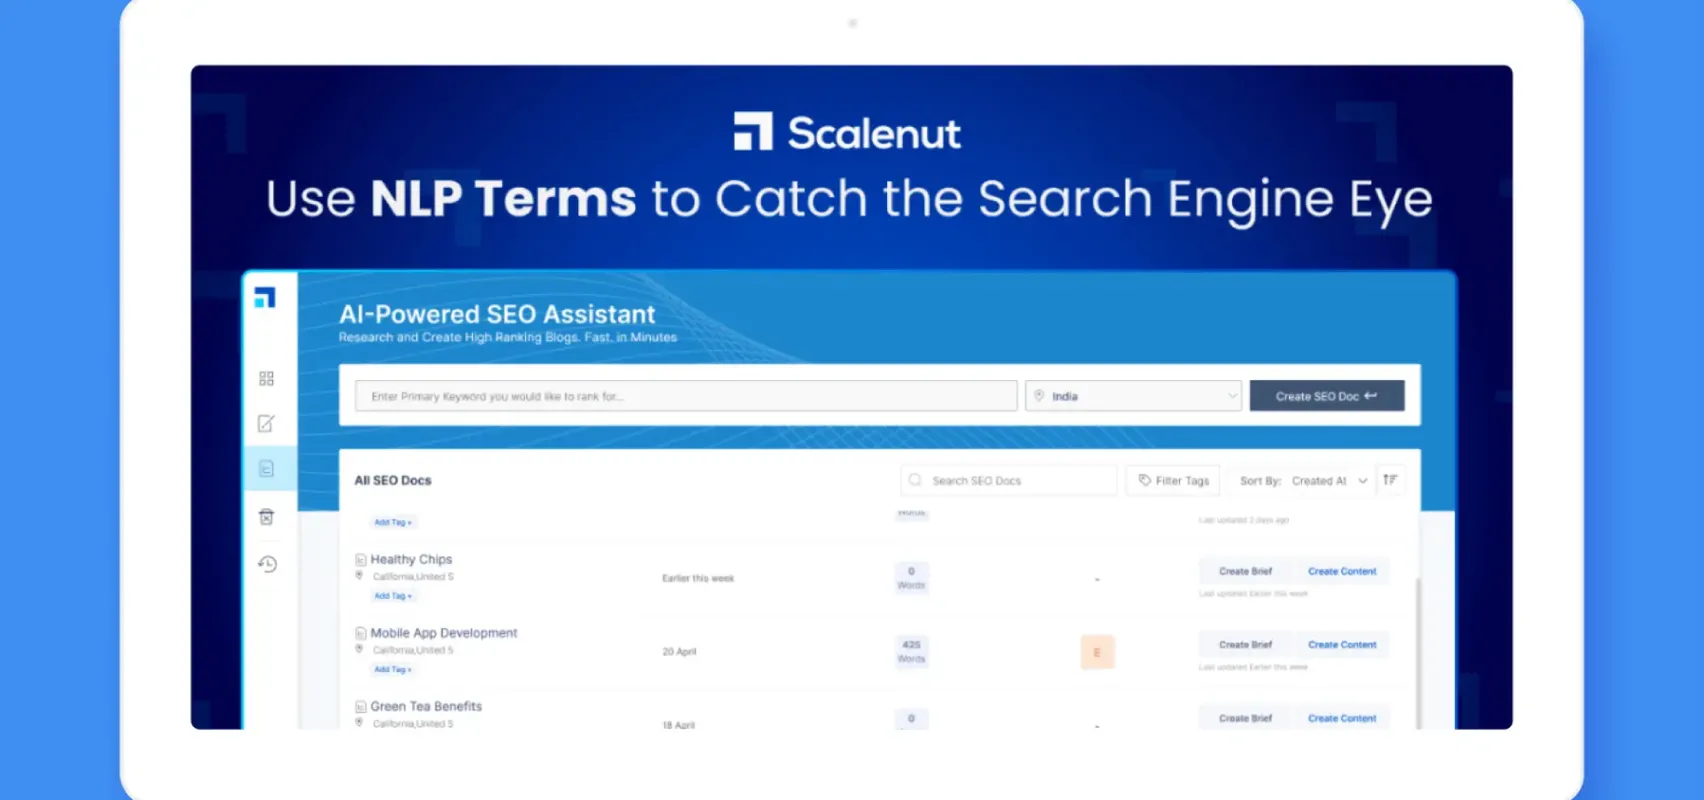 Scalenut
Use NLP Terms to Catch the Search Engine Eye
AI-Powered SEO Assistant
Research and Create High Ranking Blogs. Fast. in Minutes
Enter Primary Keyword you would like to rank for...
India
Create SEO Doc
All SEO Docs
Search SEO Docs
Filter Tags
Sort By: Created At
Add Tag +
Words
Last updated 2 days ago
Healthy Chips
California,United S
Add Tag +
Earlier this week
0
Words
-
Create Brief
Create Content
Last updated Earlier this week
Mobile App Development
California,United S
Add Tag +
20 April
425
Words
E
Create Brief
Create Content
Last updated Earlier this week
Green Tea Benefits
California,United S
18 April
0
-
Create Brief
Create Content